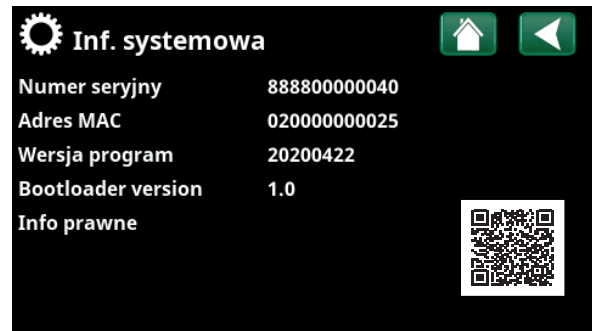 Inf. systemowa
Numer seryjny 888800000040
Adres MAC 020000000025
Wersja program 20200422
Bootloader version 1.0
Info prawne